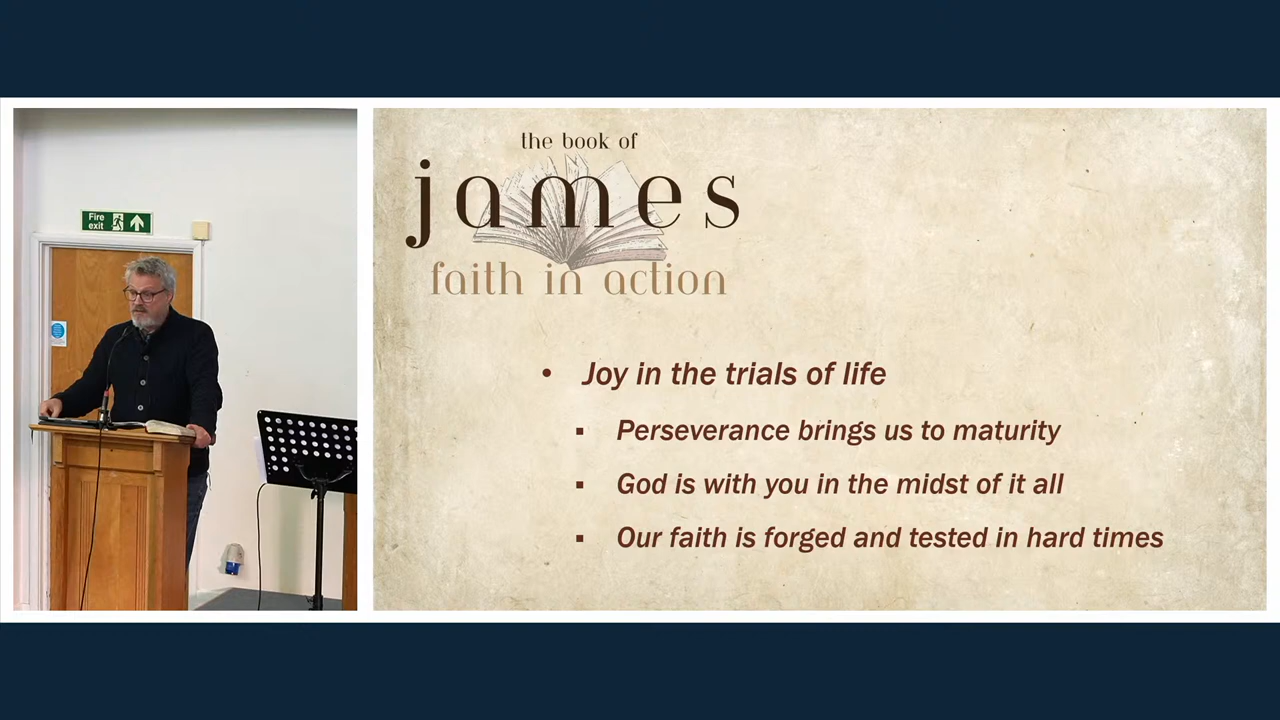 Fire
exit
the book of
james
faith in action
• Joy in the trials of life
▪ Perseverance brings us to maturity
▪ God is with you in the midst of it all
▪ Our faith is forged and tested in hard times